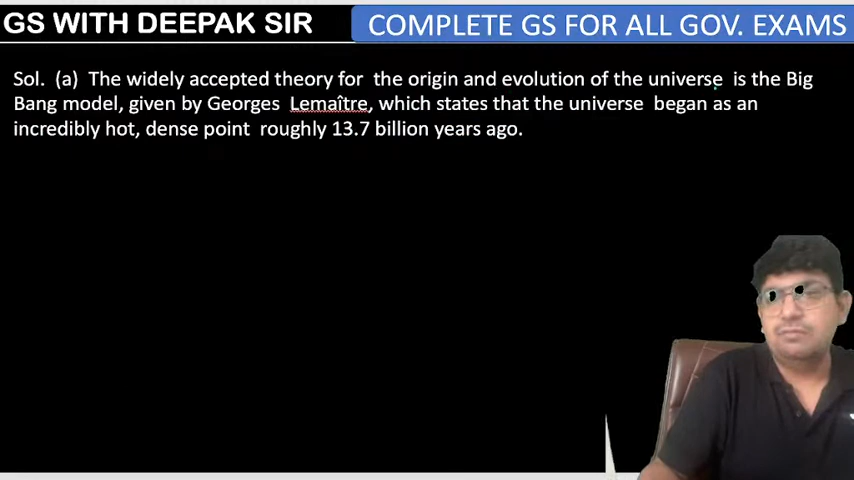 GS WITH DEEPAK SIR
COMPLETE GS FOR ALL GOV. EXAMS
Sol. (a) The widely accepted theory for the origin and evolution of the universe is the Big
Bang model, given by Georges Lemaître, which states that the universe began as an
incredibly hot, dense point roughly 13.7 billion years ago.